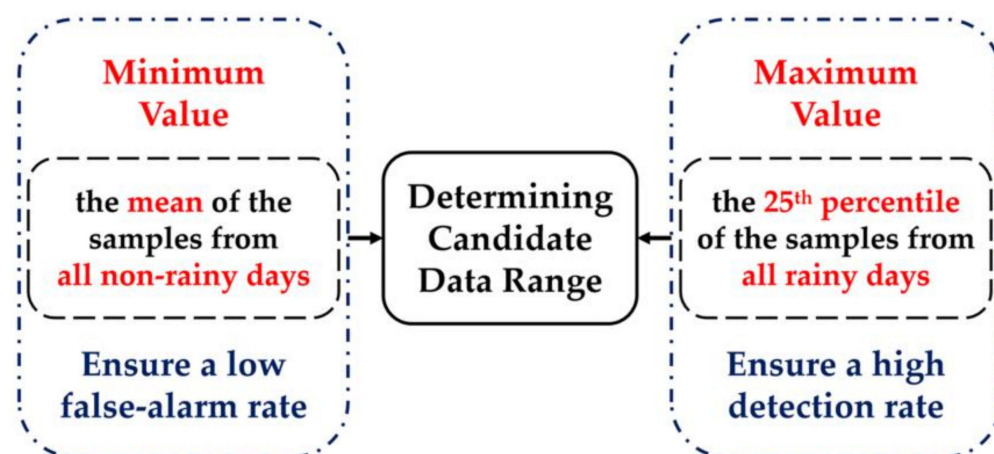 Minimum
Value
the mean of the
samples from
all non-rainy days
Ensure a low
false-alarm rate
Determining
Candidate
Data Range
Maximum
Value
the 25th percentile
of the samples from
all rainy days
Ensure a high
detection rate